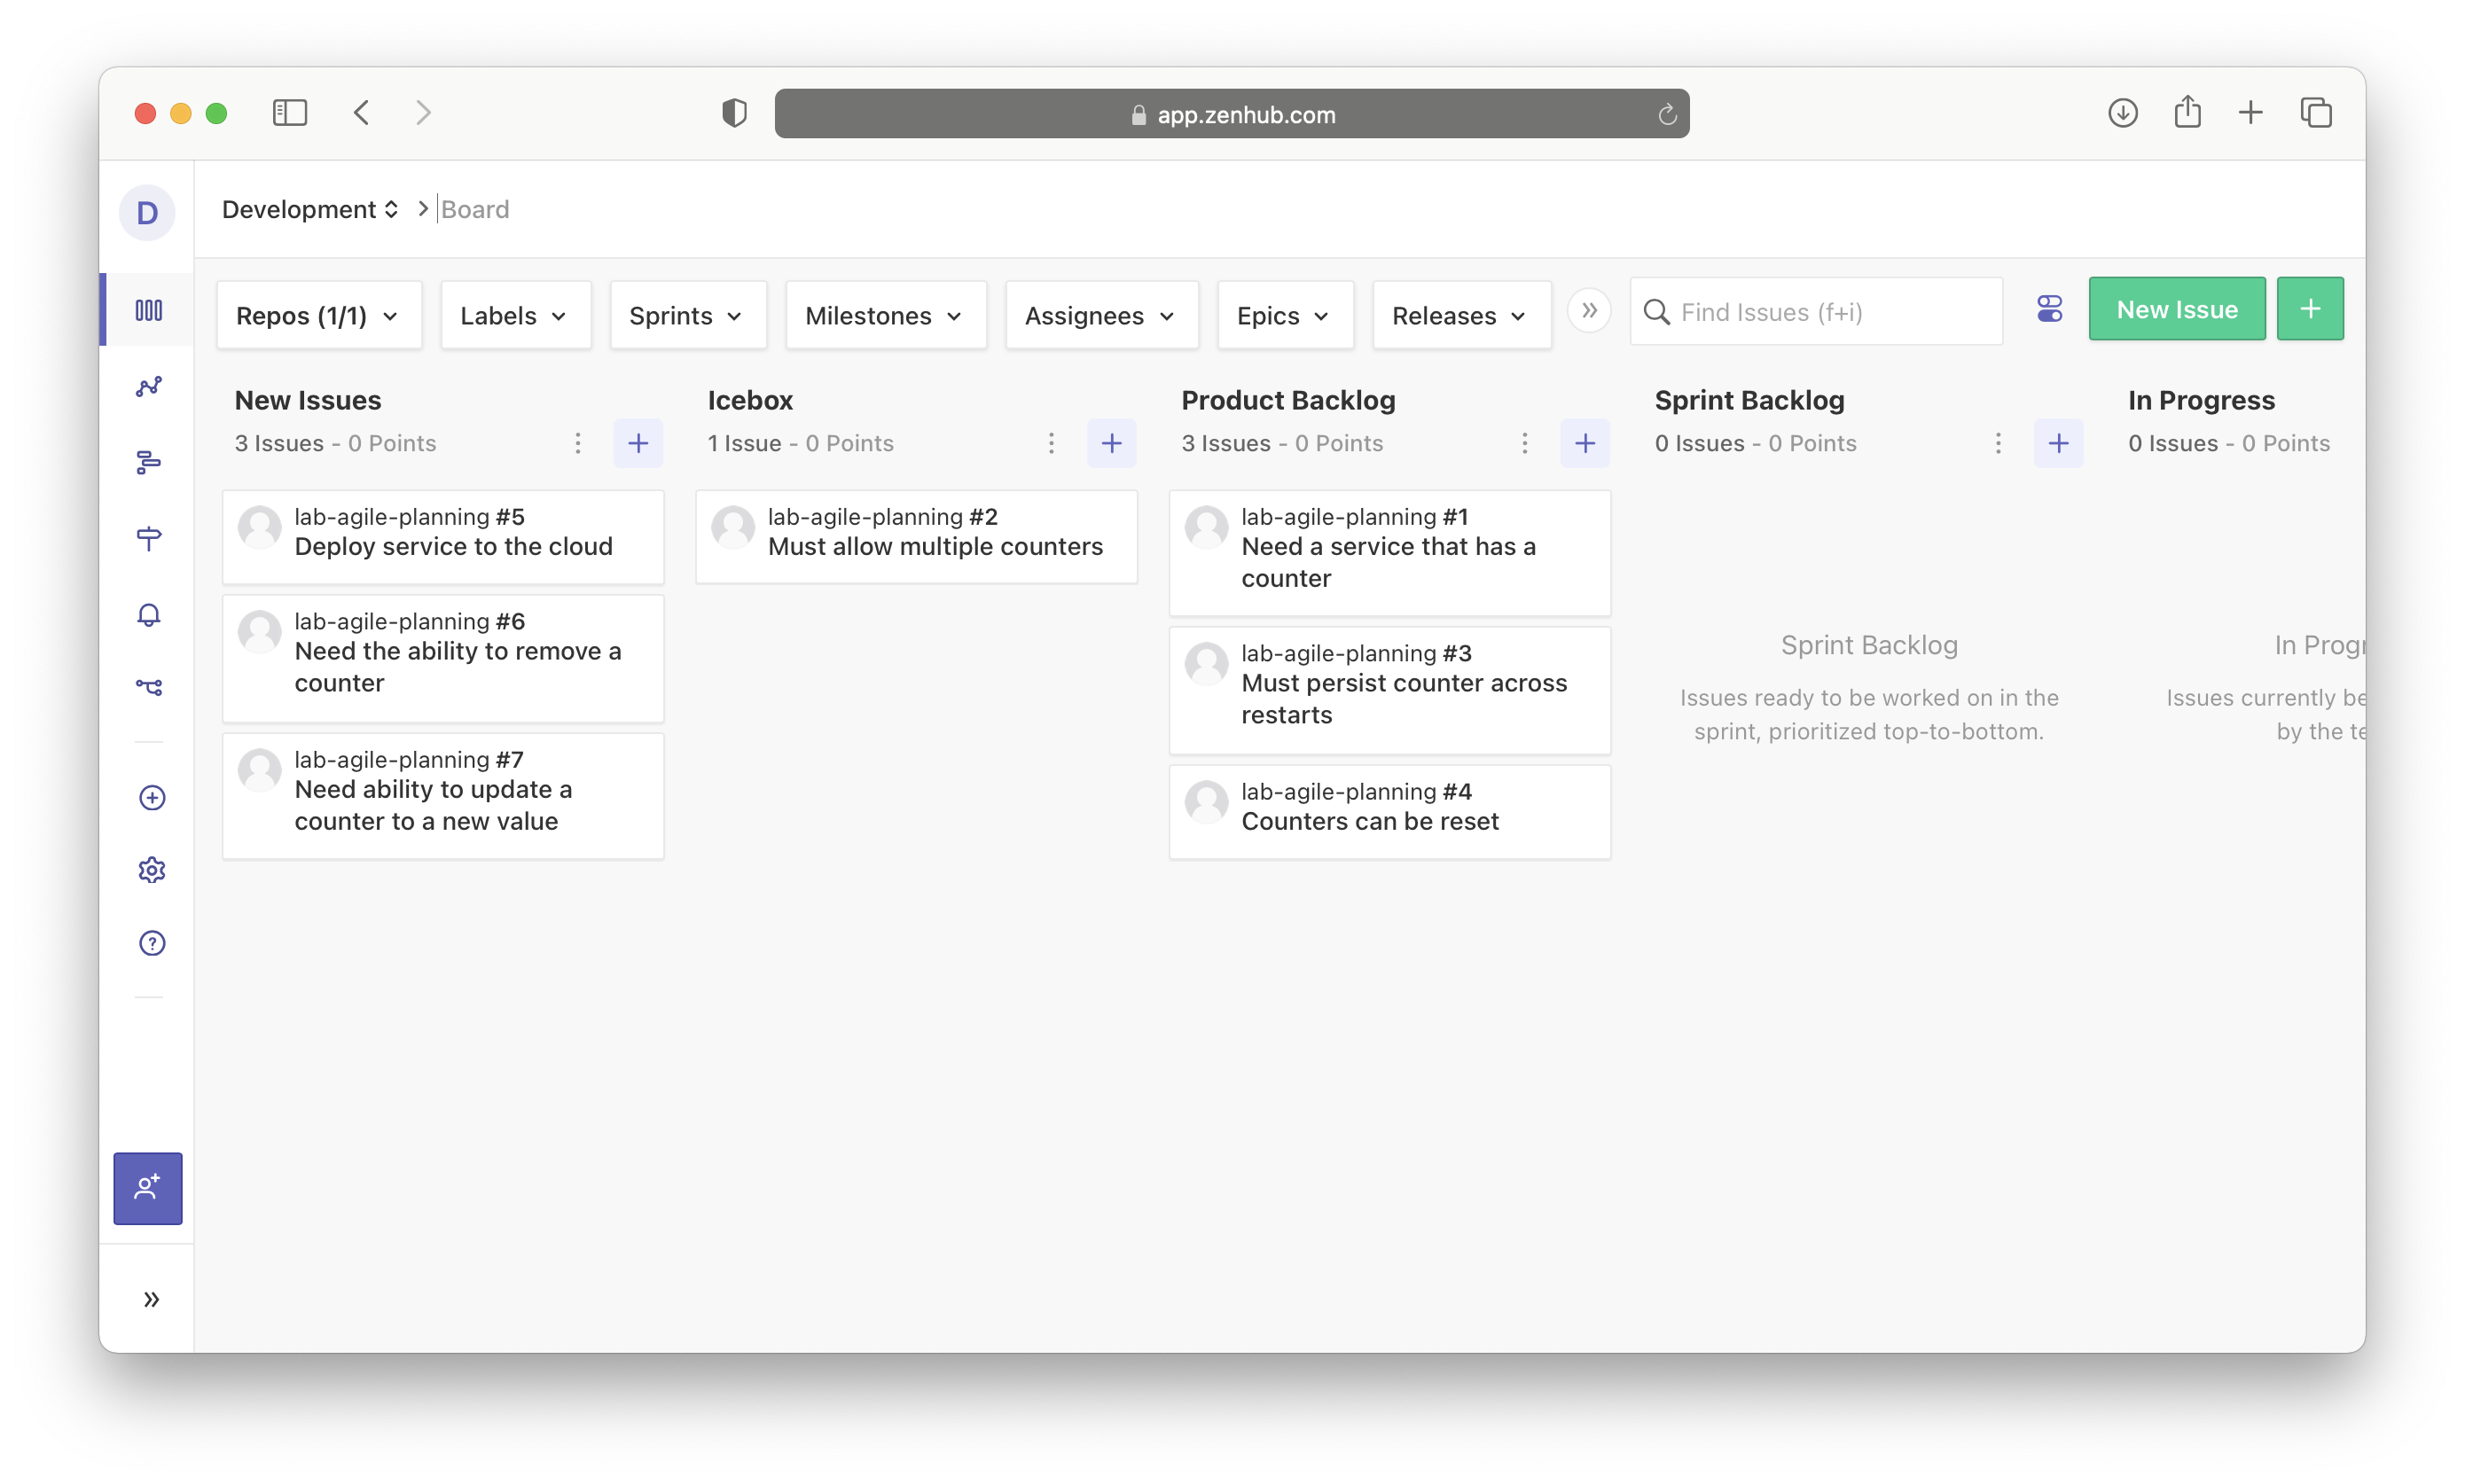 app.zenhub.com
D
Development > Board
Repos (1/1)
Labels
Sprints
Milestones
Assignees
Epics
Releases
Find Issues (f+i)
New Issue
New Issues
3 Issues - 0 Points
lab-agile-planning #5
Deploy service to the cloud
lab-agile-planning #6
Need the ability to remove a
counter
lab-agile-planning #7
Need ability to update a
counter to a new value
Icebox
1 Issue - 0 Points
lab-agile-planning #2
Must allow multiple counters
Product Backlog
3 Issues - 0 Points
lab-agile-planning #1
Need a service that has a
counter
lab-agile-planning #3
Must persist counter across
restarts
lab-agile-planning #4
Counters can be reset
Sprint Backlog
0 Issues - 0 Points
Sprint Backlog
Issues ready to be worked on in the
sprint, prioritized top-to-bottom.
In Progress
0 Issues - 0 Points
In Progr
Issues currently be
by the te